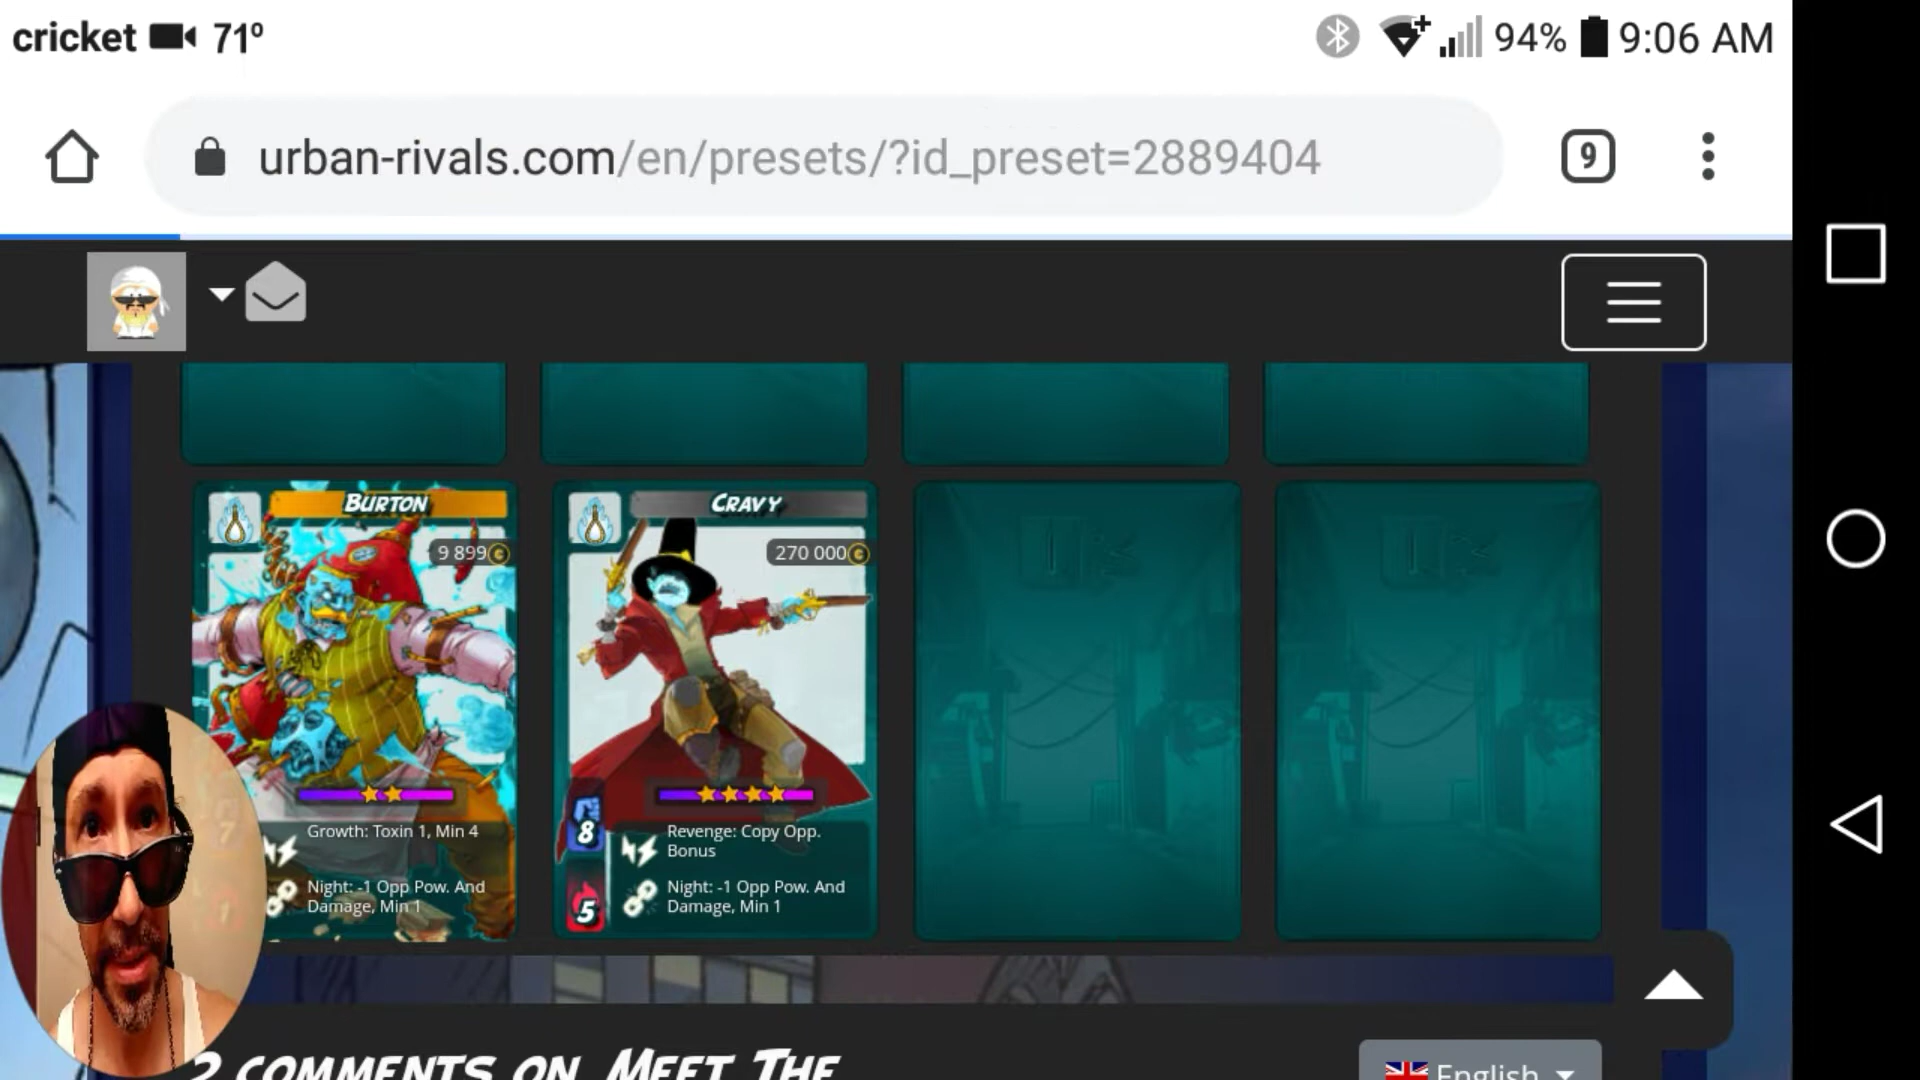 cricket 71º 94% 9:06 AM
urban-rivals.com/en/presets/?id_preset=2889404 9
BURTON
9 899
Growth: Toxin 1, Min 4
Night: -1 Opp Pow. And
Damage, Min 1
CRAVY
270 000
8
Revenge: Copy Opp.
Bonus
5
Night: -1 Opp Pow. And
Damage, Min 1
2 COMMENTS ON MEET THE
English